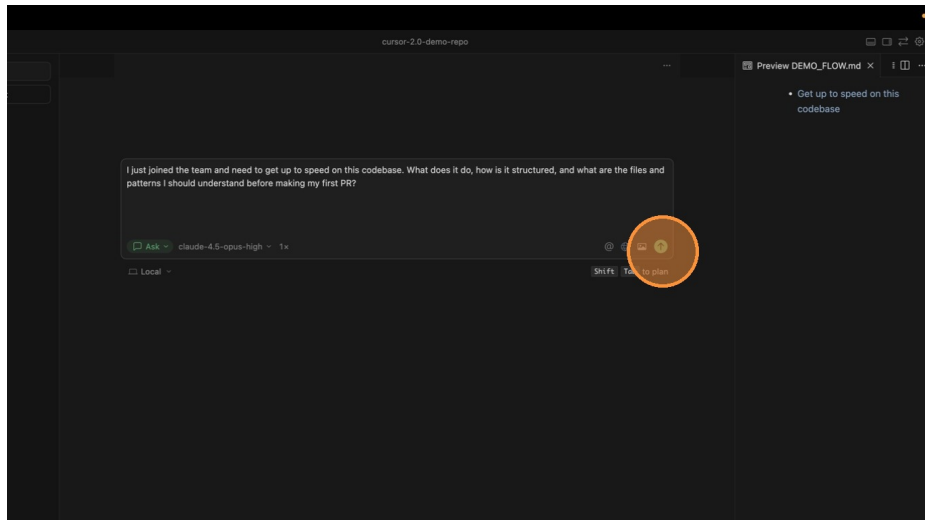 cursor-2.0-demo-repo
Preview DEMO_FLOW.md
Get up to speed on this
codebase
I just joined the team and need to get up to speed on this codebase. What does it do, how is it structured, and what are the files and
patterns I should understand before making my first PR?
Ask claude-4.5-opus-high 1×
Local
Shift Tab to plan